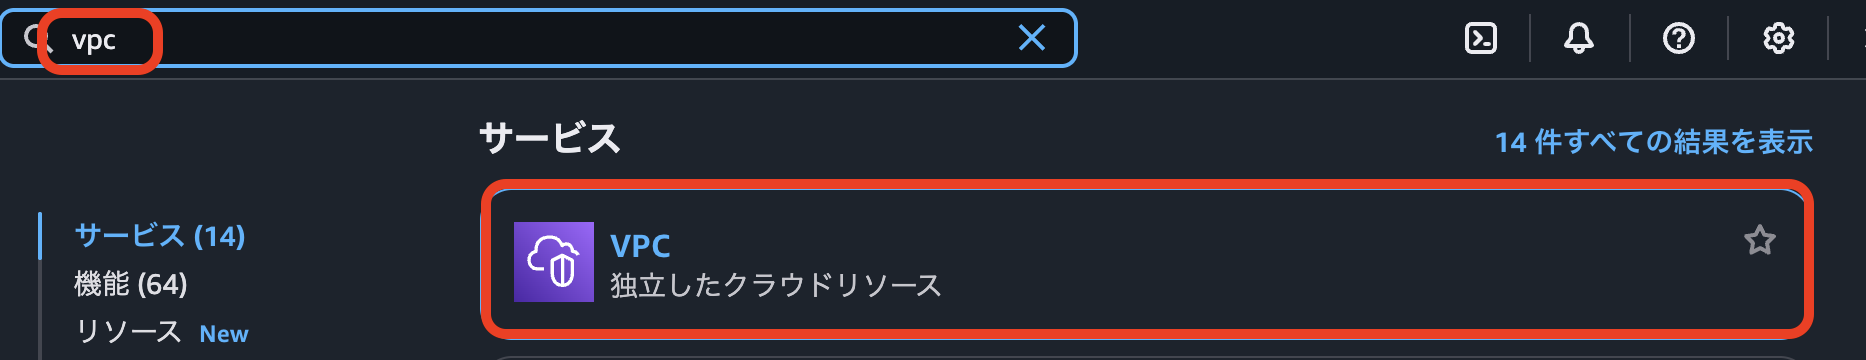 vpc
サービス
14 件すべての結果を表示
サービス (14)
機能 (64)
リソース New
VPC
独立したクラウドリソース